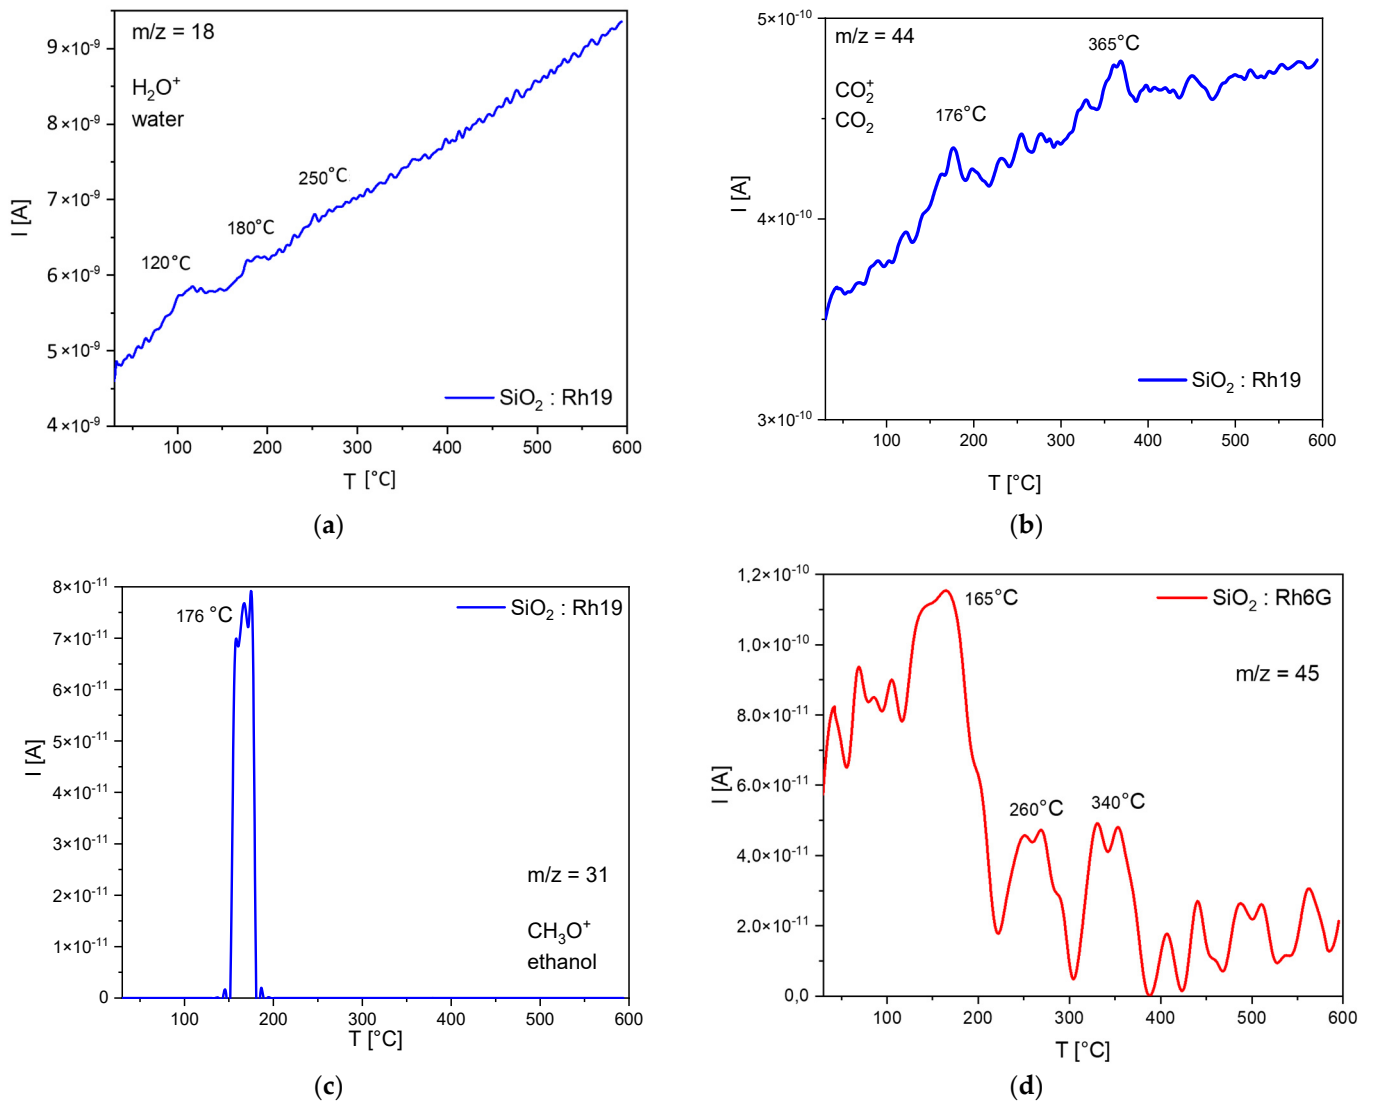 m/z = 18
H₂O⁺
water
120°C
180°C
250°C
9×10⁻⁹
8×10⁻⁹
7×10⁻⁹
6×10⁻⁹
5×10⁻⁹
4×10⁻⁹
I [A]
SiO₂ : Rh19
100 200 300 400 500 600
T [°C]
(a)
m/z = 44
CO₂⁺
CO₂
176°C
365°C
5×10⁻¹⁰
4×10⁻¹⁰
3×10⁻¹⁰
I [A]
SiO₂ : Rh19
100 200 300 400 500 600
T [°C]
(b)
8×10⁻¹¹
7×10⁻¹¹
6×10⁻¹¹
5×10⁻¹¹
4×10⁻¹¹
3×10⁻¹¹
2×10⁻¹¹
1×10⁻¹¹
0
I [A]
176 °C
SiO₂ : Rh19
m/z = 31
CH₃O⁺
ethanol
100 200 300 400 500 600
T [°C]
(c)
1,2×10⁻¹⁰
1,0×10⁻¹⁰
8,0×10⁻¹¹
6,0×10⁻¹¹
4,0×10⁻¹¹
2,0×10⁻¹¹
0,0
I [A]
165°C
SiO₂ : Rh6G
m/z = 45
260°C
340°C
100 200 300 400 500 600
T [°C]
(d)